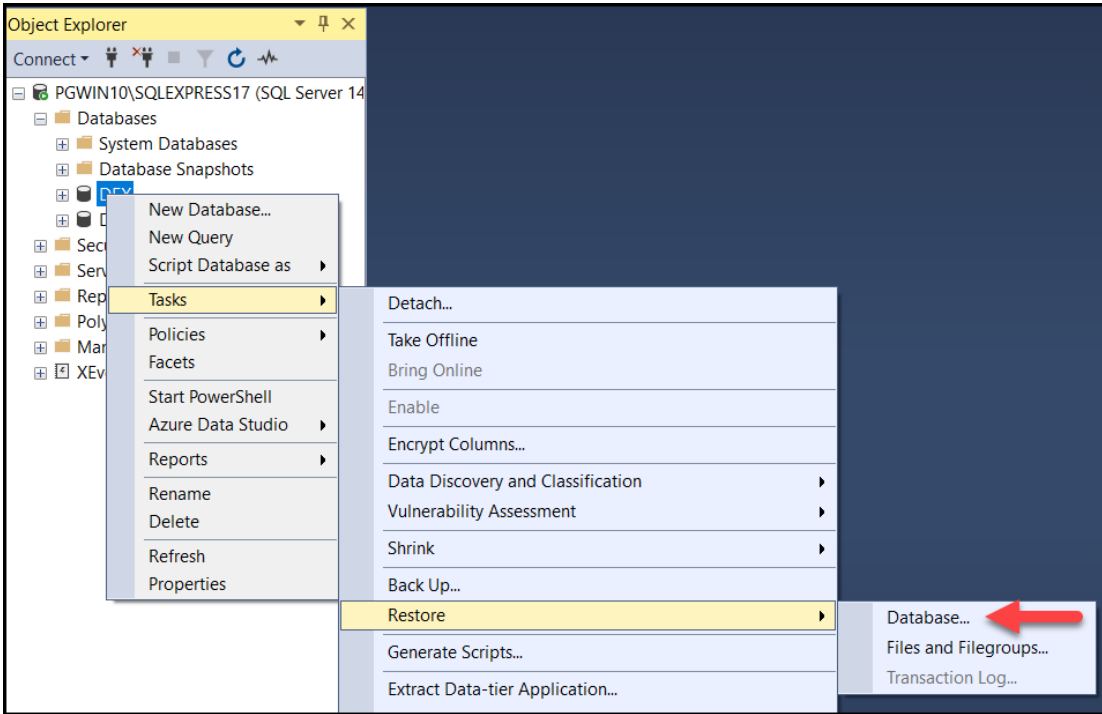 Object Explorer
Connect
PGWIN10\SQLEXPRESS17 (SQL Server 14
Databases
System Databases
Database Snapshots
New Database...
New Query
Script Database as
Tasks
Policies
Facets
Start PowerShell
Azure Data Studio
Reports
Rename
Delete
Refresh
Properties
Detach...
Take Offline
Bring Online
Enable
Encrypt Columns...
Data Discovery and Classification
Vulnerability Assessment
Shrink
Back Up...
Restore
Generate Scripts...
Extract Data-tier Application...
Database...
Files and Filegroups...
Transaction Log...